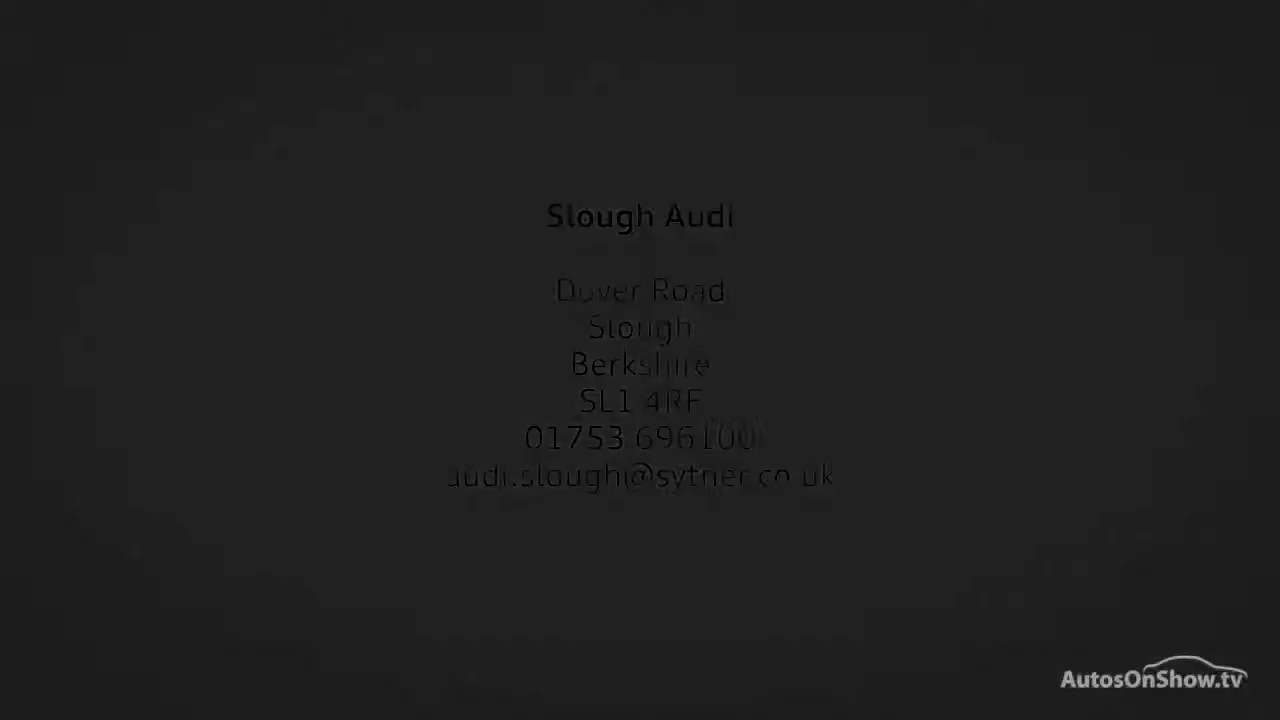 Slough Audi
Dover Road
Slough
Berkshire
SL1 4RF
01753 696100
audi.slough@sytner.co.uk
AutosOnShow.tv